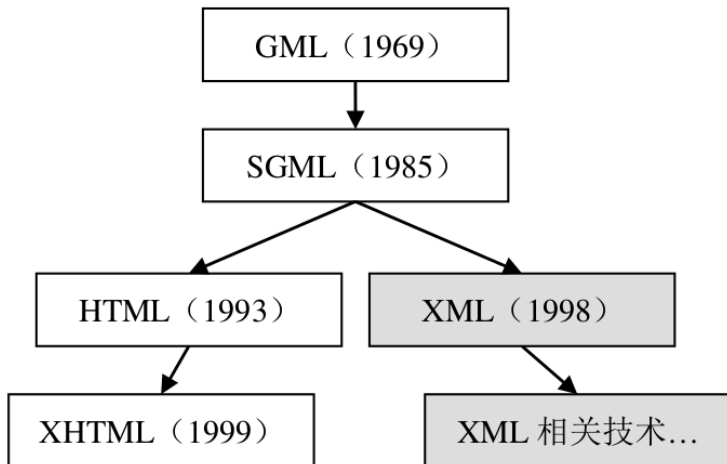 GML（1969）
SGML（1985）
HTML（1993）
XML（1998）
XHTML（1999）
XML 相关技术...